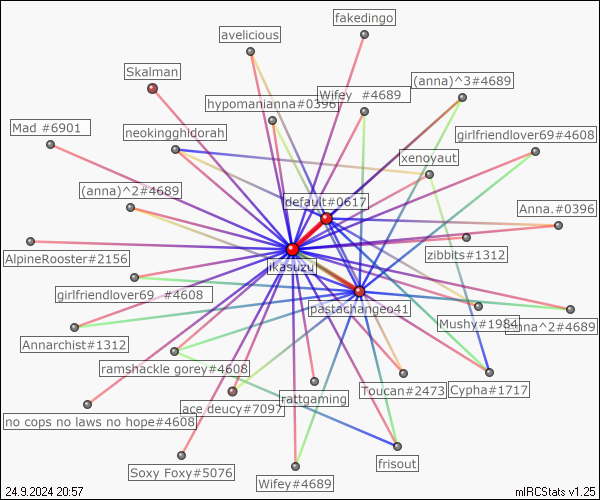 fakedingo
avelicious
Skalman
(anna)^3#4689
Wifey  #4689
hypomanianna#0396
Mad #6901
neokingghidorah
girlfriendlover69#4608
xenoyaut
(anna)^2#4689
default#0617
Anna.#0396
AlpineRooster#2156
zibbits#1312
ikasuzu
girlfriendlover69  #4608
pastachangeo41
Mushy#1984
anna^2#4689
Annarchist#1312
ramshackle gorey#4608
Toucan#2473
Cypha#1717
rattgaming
ace deucy#7097
no cops no laws no hope#4608
frisout
Soxy Foxy#5076
Wifey#4689
24.9.2024 20:57
mIRCStats v1.25